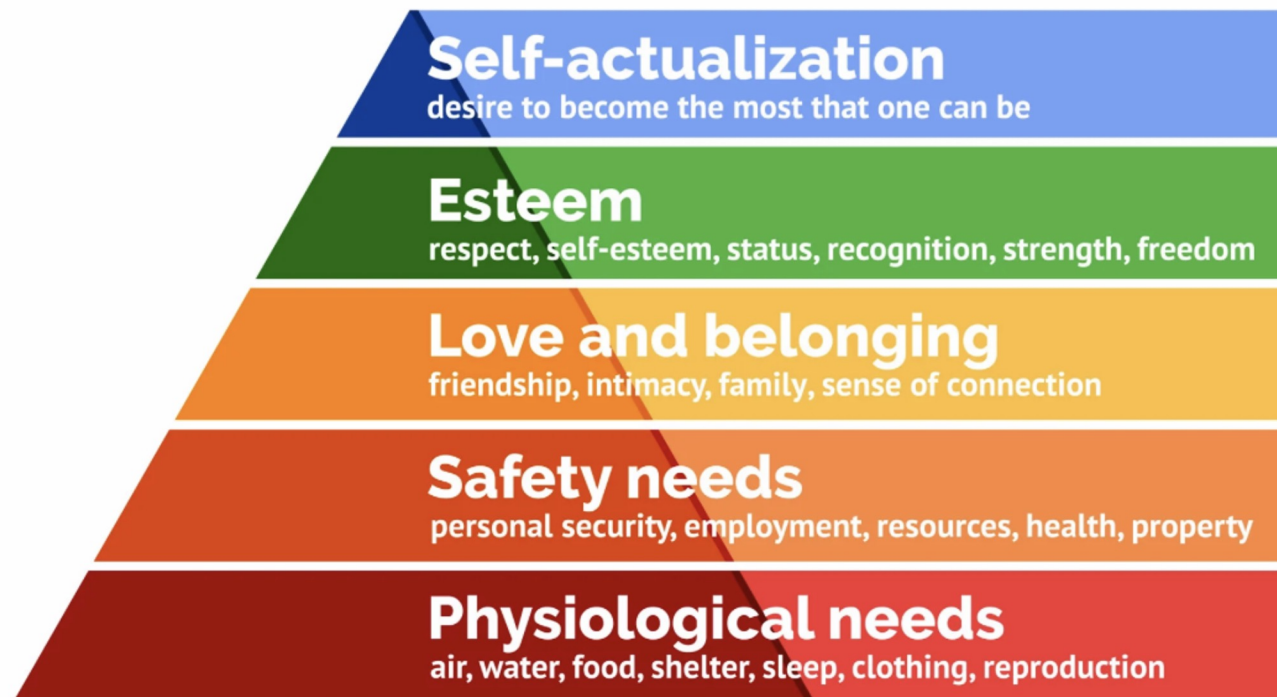 Self-actualization
desire to become the most that one can be
Esteem
respect, self-esteem, status, recognition, strength, freedom
Love and belonging
friendship, intimacy, family, sense of connection
Safety needs
personal security, employment, resources, health, property
Physiological needs
air, water, food, shelter, sleep, clothing, reproduction